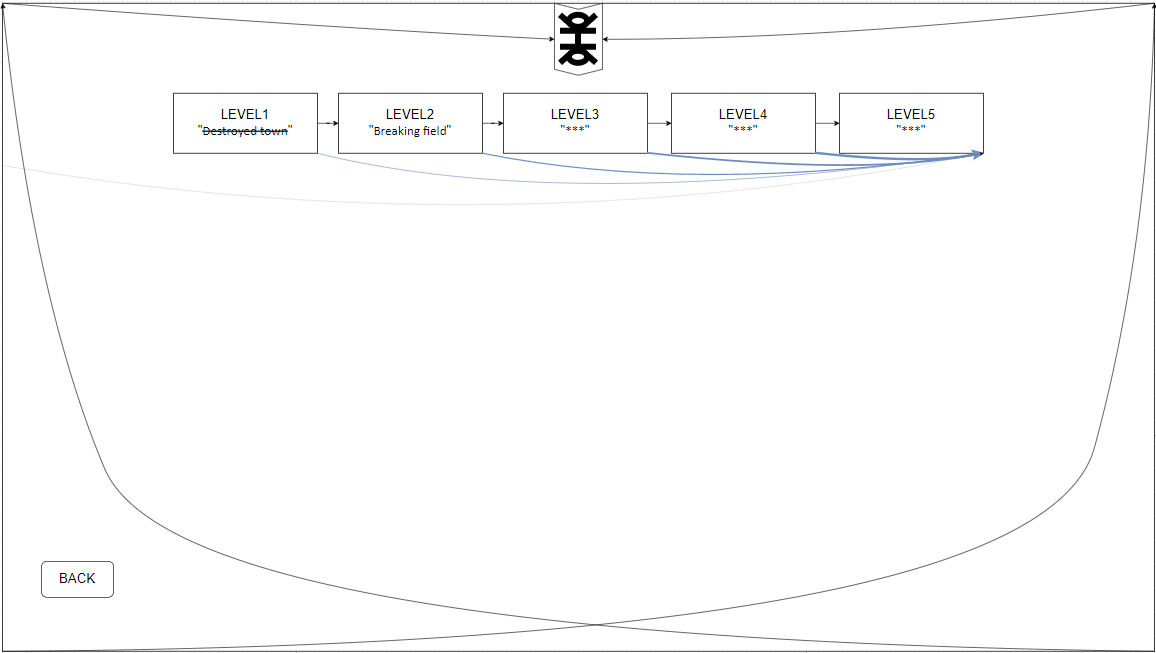 LEVEL1
"Destroyed town"
LEVEL2
"Breaking field"
LEVEL3
"***"
LEVEL4
"***"
LEVEL5
"***"
BACK